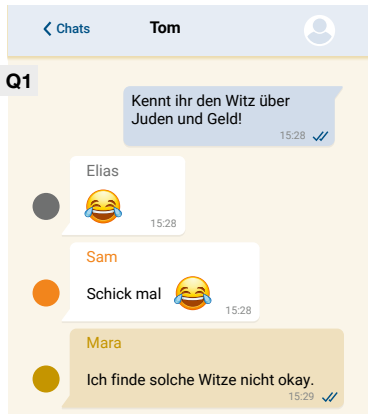 Chats
Tom
Q1
Kennt ihr den Witz über
Juden und Geld!
15:28
Elias
15:28
Sam
Schick mal
15:28
Mara
Ich finde solche Witze nicht okay.
15:29